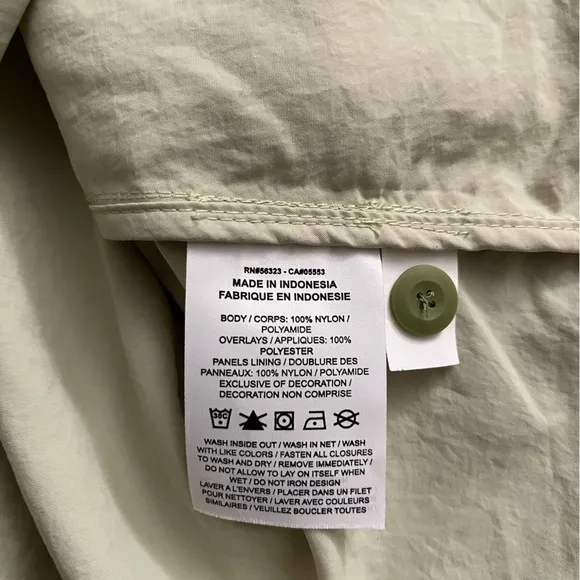 RN#56323 - CA#05553
MADE IN INDONESIA
FABRIQUE EN INDONESIE
BODY / CORPS: 100% NYLON /
POLYAMIDE
OVERLAYS / APPLIQUES: 100%
POLYESTER
PANELS LINING / DOUBLURE DES
PANNEAUX: 100% NYLON / POLYAMIDE
EXCLUSIVE OF DECORATION /
DECORATION NON COMPRISE
30C
WASH INSIDE OUT / WASH IN NET / WASH
WITH LIKE COLORS / FASTEN ALL CLOSURES
TO WASH AND DRY / REMOVE IMMEDIATELY /
DO NOT ALLOW TO LAY ON ITSELF WHEN
WET / DO NOT IRON DESIGN
LAVER A L'ENVERS / PLACER DANS UN FILET
POUR NETTOYER / LAVER AVEC COULEURS
SIMILAIRES / VEUILLEZ BOUCLER TOUTES